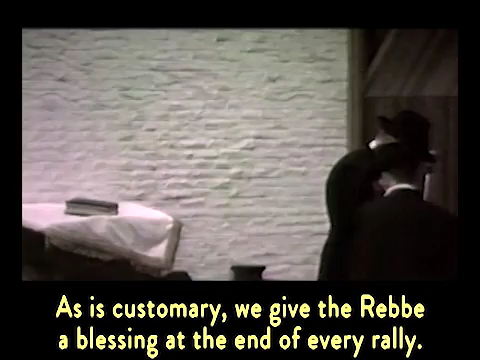 As is customary, we give the Rebbe
a blessing at the end of every rally.